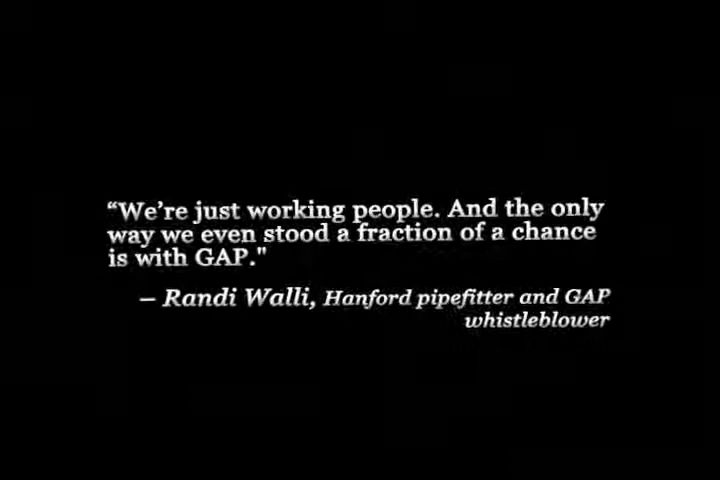 “We’re just working people. And the only
way we even stood a fraction of a chance
is with GAP."
– Randi Walli, Hanford pipefitter and GAP
whistleblower